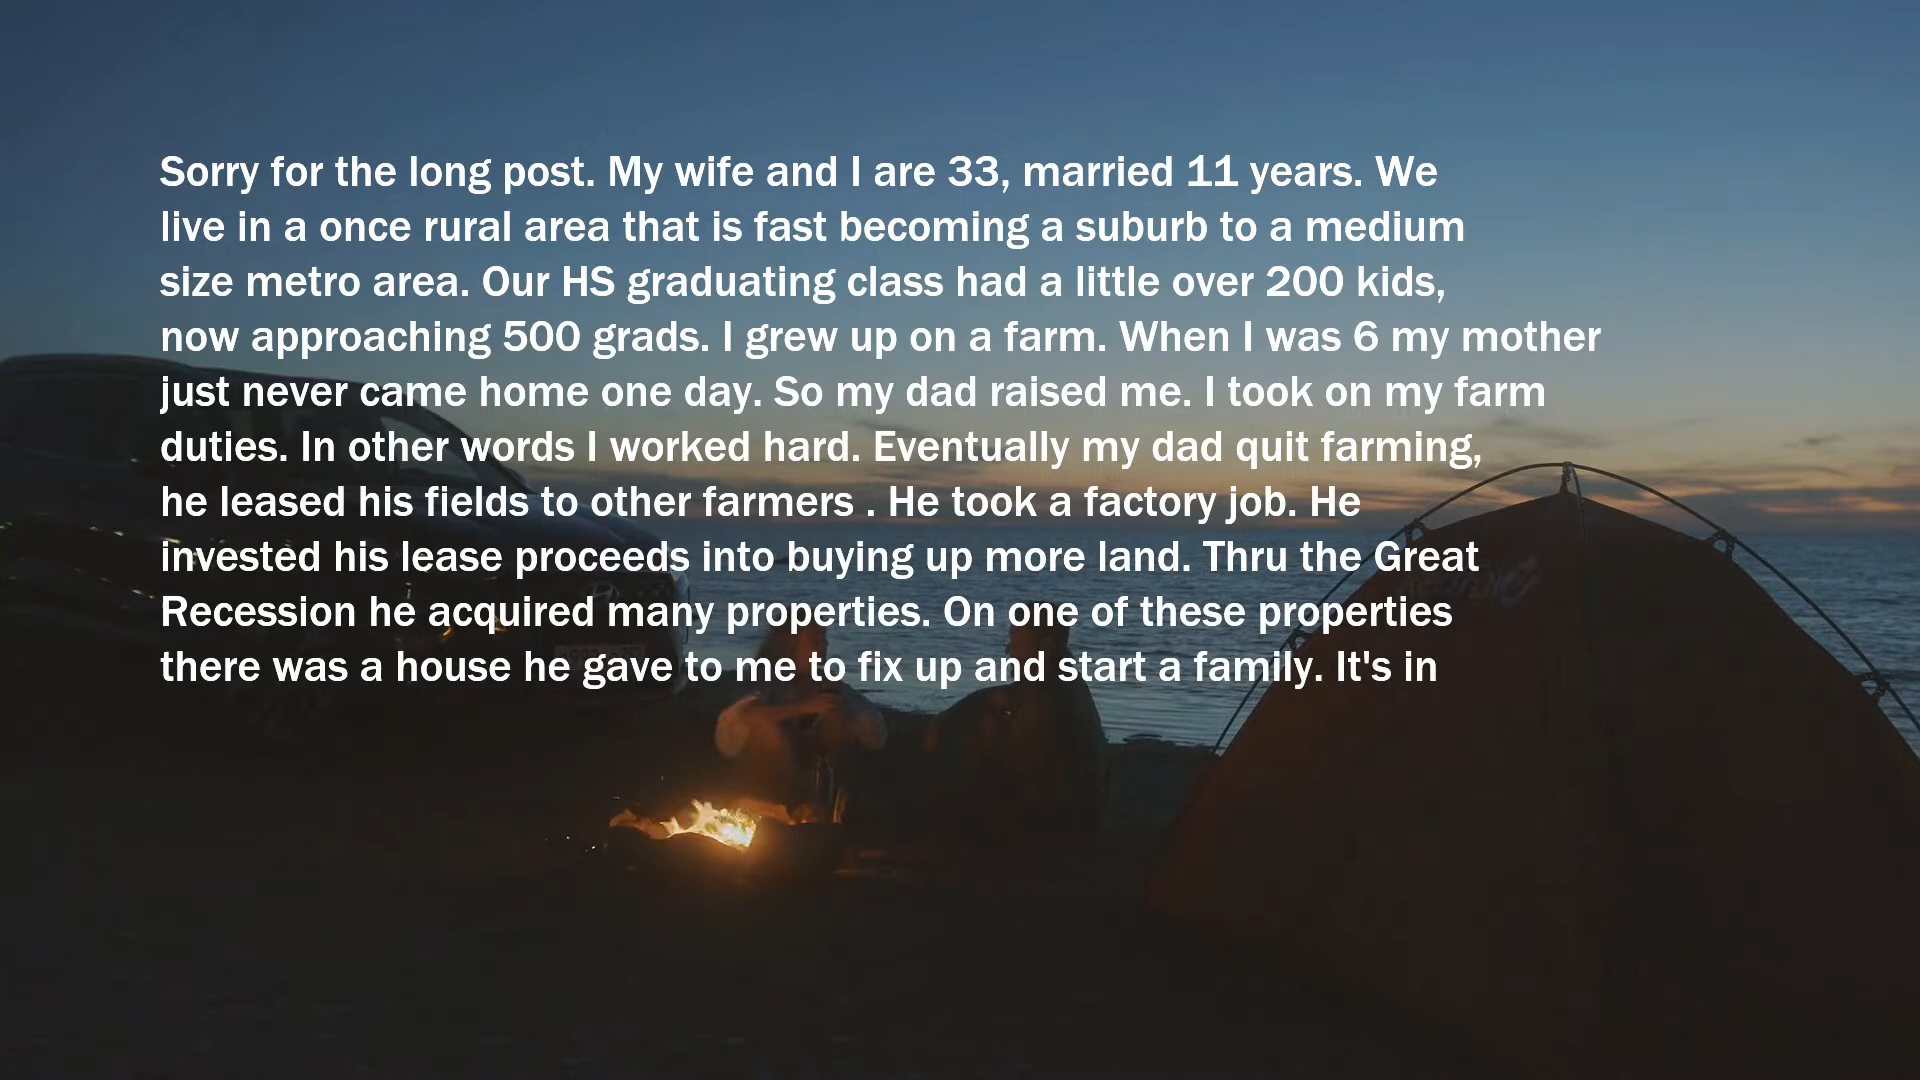 Sorry for the long post. My wife and I are 33, married 11 years. We
live in a once rural area that is fast becoming a suburb to a medium
size metro area. Our HS graduating class had a little over 200 kids,
now approaching 500 grads. I grew up on a farm. When I was 6 my mother
just never came home one day. So my dad raised me. I took on my farm
duties. In other words I worked hard. Eventually my dad quit farming,
he leased his fields to other farmers . He took a factory job. He
invested his lease proceeds into buying up more land. Thru the Great
Recession he acquired many properties. On one of these properties
there was a house he gave to me to fix up and start a family. It's in